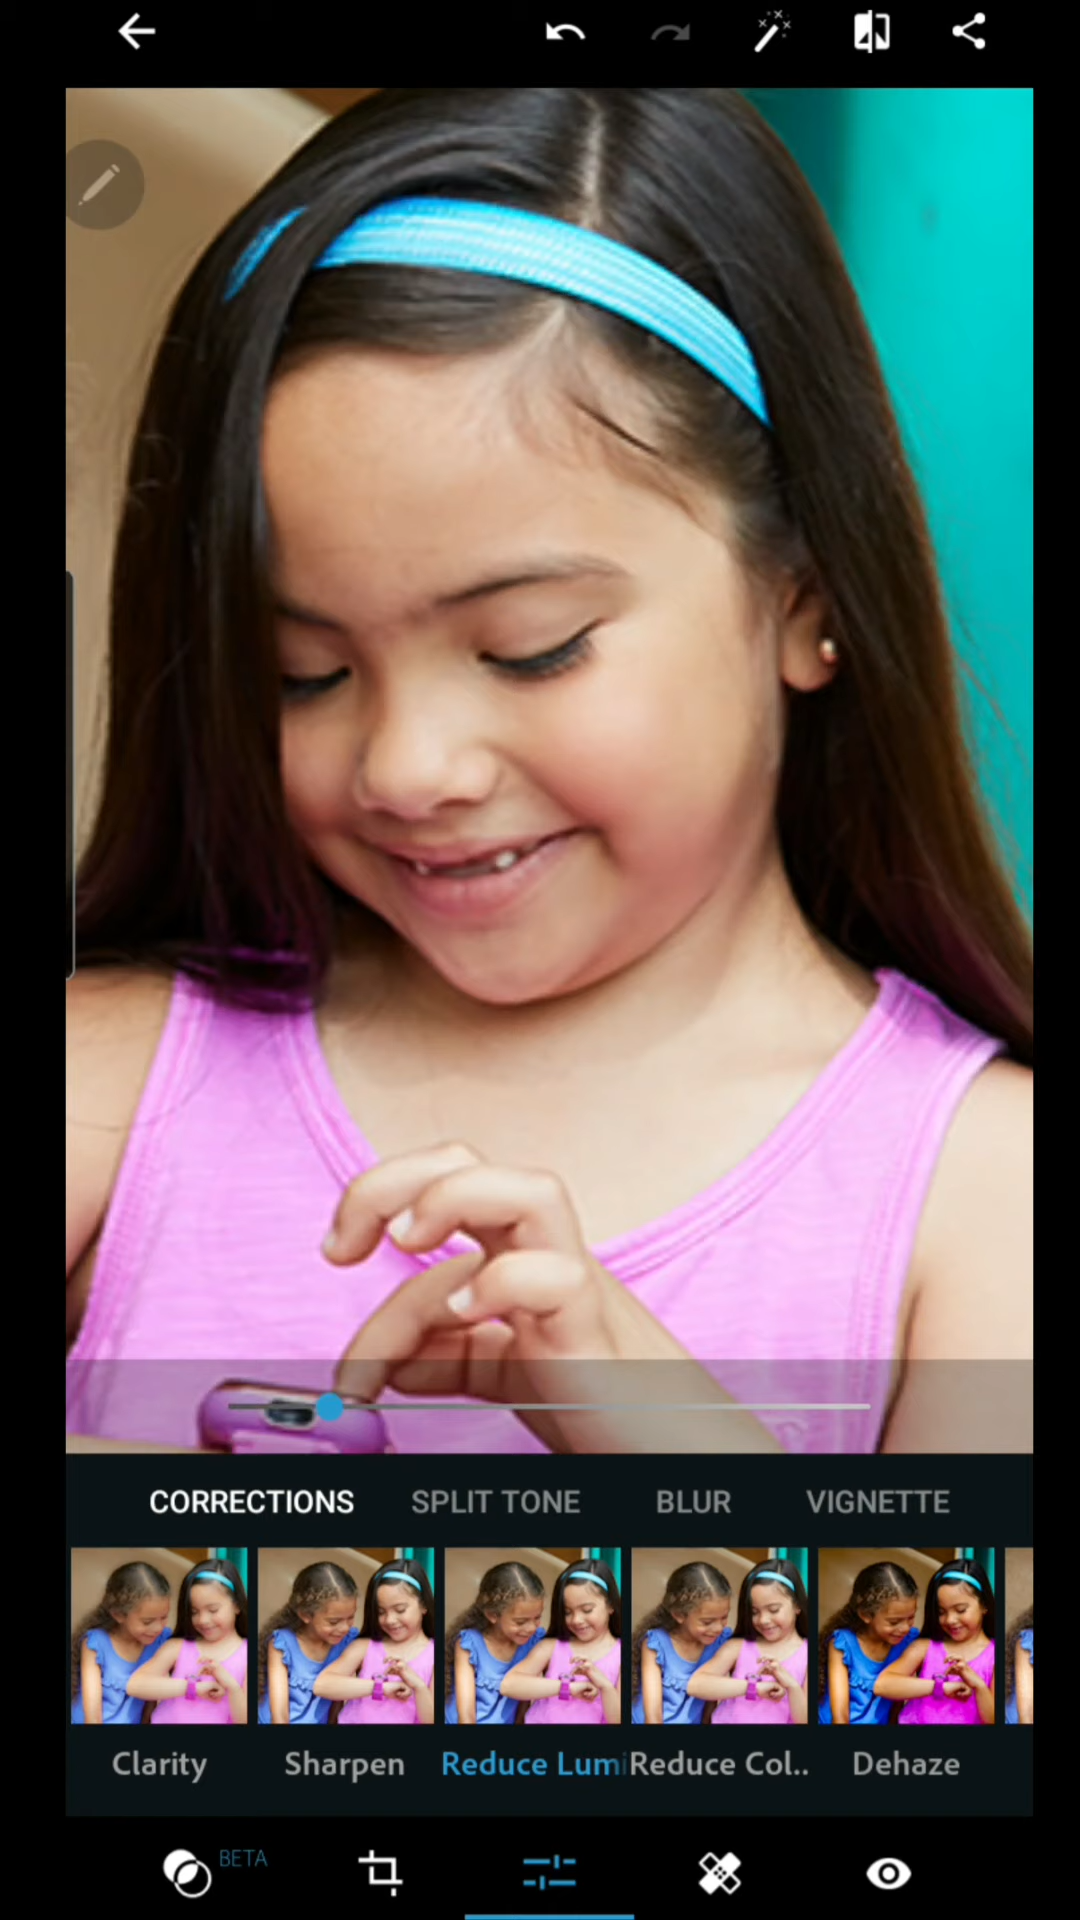 CORRECTIONS SPLIT TONE BLUR VIGNETTE
Clarity Sharpen Reduce Lumi Reduce Col.. Dehaze
BETA